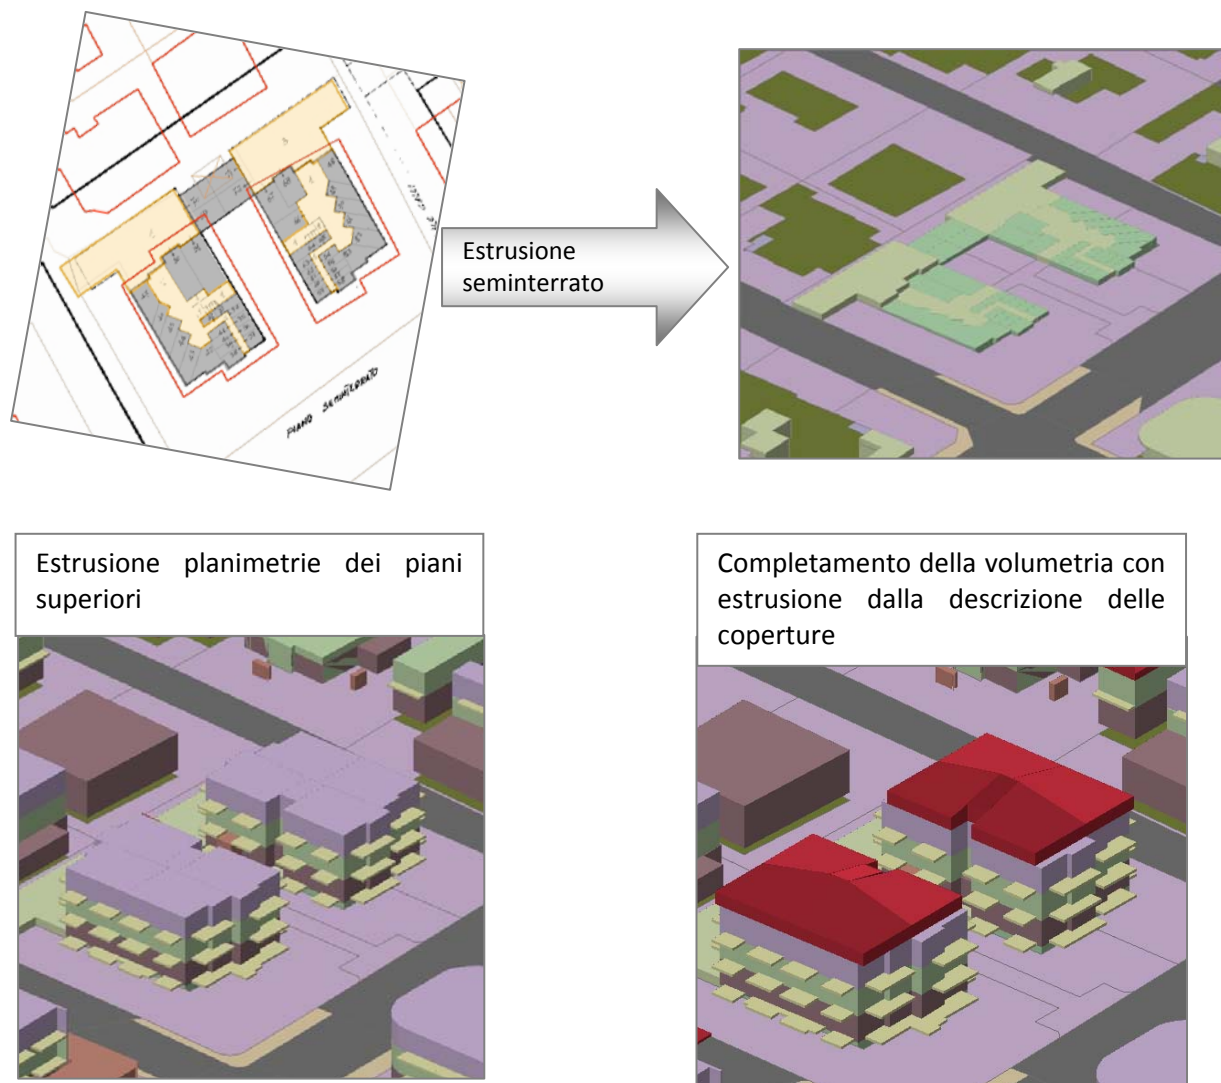 PIANO SEMINTERRATO
Estrusione
seminterrato
Estrusione planimetrie dei piani
superiori
Completamento della volumetria con
estrusione dalla descrizione delle
coperture